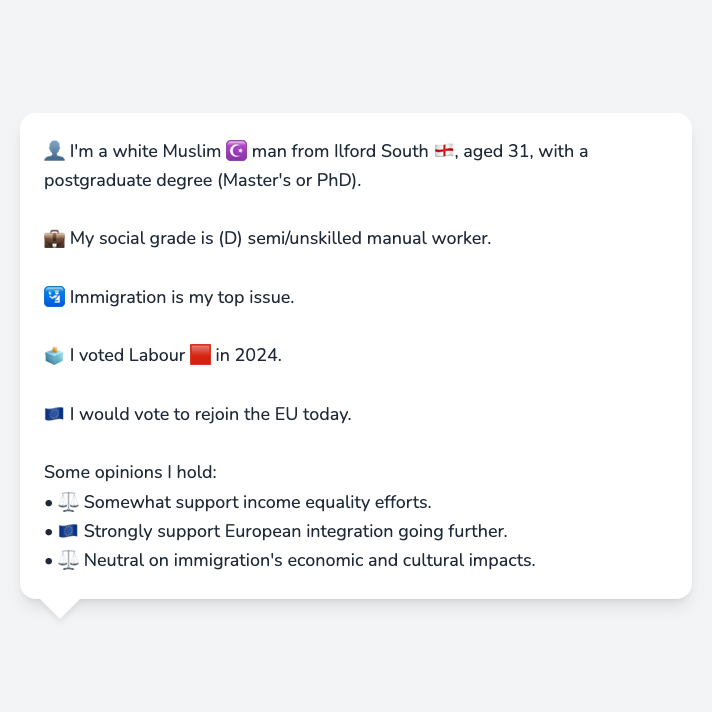 👤 I'm a white Muslim ☪️ man from Ilford South 🏴󠁧󠁢󠁥󠁮󠁧󠁿, aged 31, with a
postgraduate degree (Master's or PhD).
💼 My social grade is (D) semi/unskilled manual worker.
🛂 Immigration is my top issue.
🗳️ I voted Labour 🟥 in 2024.
🇪🇺 I would vote to rejoin the EU today.
Some opinions I hold:
• ⚖️ Somewhat support income equality efforts.
• 🇪🇺 Strongly support European integration going further.
• ⚖️ Neutral on immigration's economic and cultural impacts.